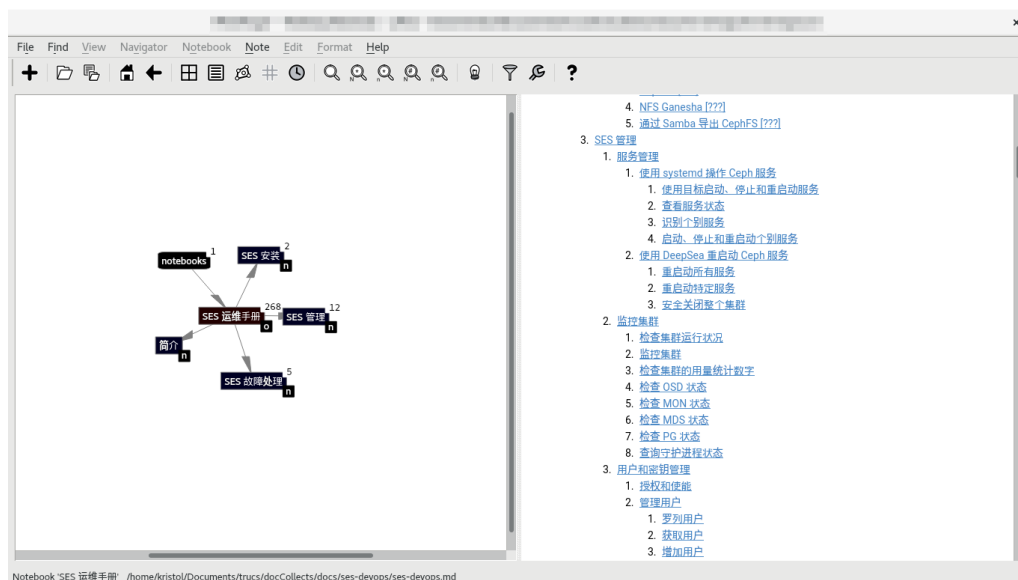 File Find View Navigator Notebook Note Edit Format Help
notebooks 1
SES 安装 2
n
SES 运维手册 268
o
SES 管理 12
n
简介
n
SES 故障处理 5
n
4. NFS Ganesha [???]
5. 通过 Samba 导出 CephFS [???]
3. SES 管理
1. 服务管理
1. 使用 systemd 操作 Ceph 服务
1. 使用目标启动、停止和重启动服务
2. 查看服务状态
3. 识别个别服务
4. 启动、停止和重启动个别服务
2. 使用 DeepSea 重启动 Ceph 服务
1. 重启动所有服务
2. 重启动特定服务
3. 安全关闭整个集群
2. 监控集群
1. 检查集群运行状况
2. 监控集群
3. 检查集群的用量统计数字
4. 检查 OSD 状态
5. 检查 MON 状态
6. 检查 MDS 状态
7. 检查 PG 状态
8. 查询守护进程状态
3. 用户和密钥管理
1. 授权和使能
2. 管理用户
1. 罗列用户
2. 获取用户
3. 增加用户
Notebook 'SES 运维手册' /home/kristol/Documents/trucs/docCollects/docs/ses-devops/ses-devops.md